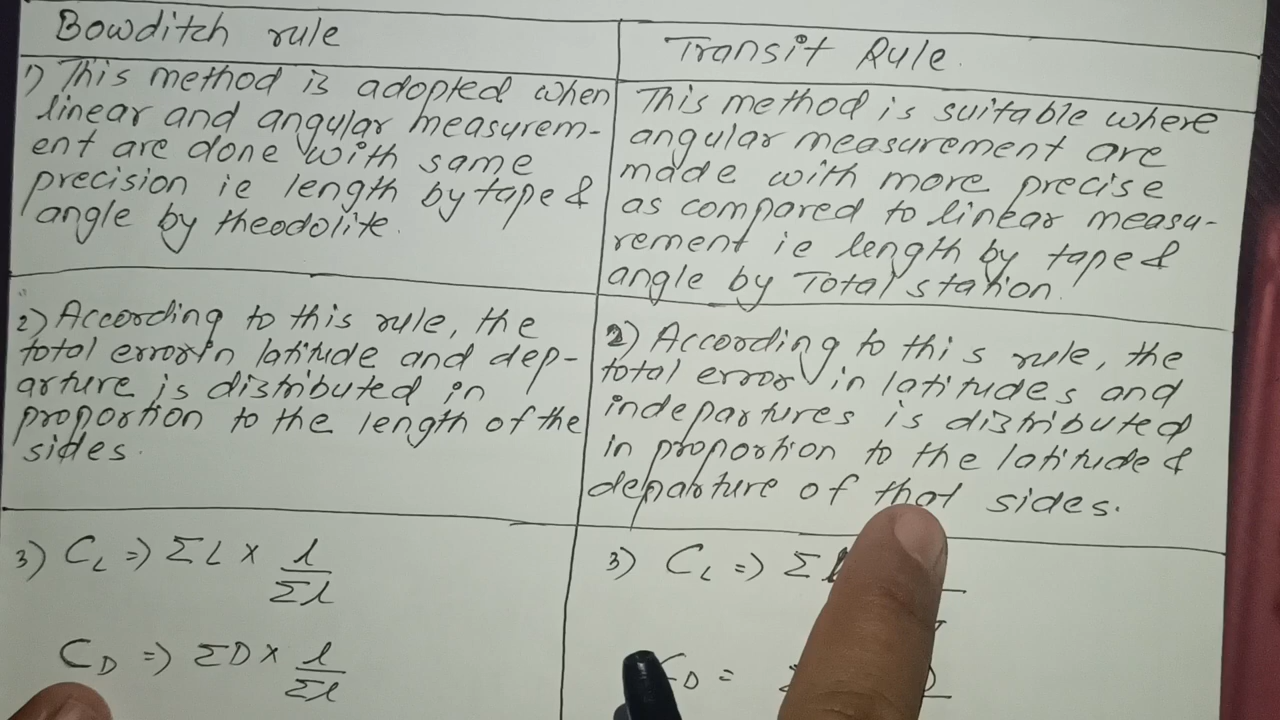 Bowditch rule
1) This method is adopted when
linear and angular measurem-
ent are done with same
precision ie length by tape &
angle by theodolite.
2) According to this rule, the
total error in latitude and dep-
arture is distributed in
proportion to the length of the
sides.
3) C_L => ΣL × l/Σl
C_D => ΣD × l/Σl
Transit Rule.
This method is suitable where
angular measurement are
made with more precise
as compared to linear measu-
rement ie length by tape &
angle by Total station.
2) According to this rule, the
total error in latitudes and
indepartures is distributed
in proportion to the latitude &
departure of that sides.
3) C_L => Σ
C_D =